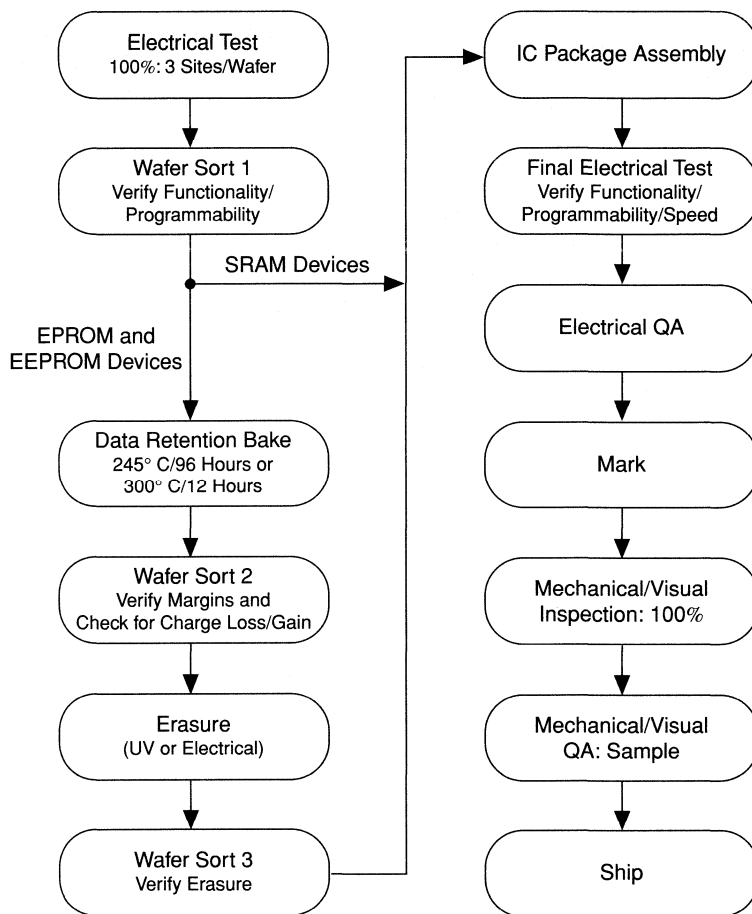 Electrical Test
100%: 3 Sites/Wafer
Wafer Sort 1
Verify Functionality/
Programmability
SRAM Devices
EPROM and
EEPROM Devices
Data Retention Bake
245° C/96 Hours or
300° C/12 Hours
Wafer Sort 2
Verify Margins and
Check for Charge Loss/Gain
Erasure
(UV or Electrical)
Wafer Sort 3
Verify Erasure
IC Package Assembly
Final Electrical Test
Verify Functionality/
Programmability/Speed
Electrical QA
Mark
Mechanical/Visual
Inspection: 100%
Mechanical/Visual
QA: Sample
Ship